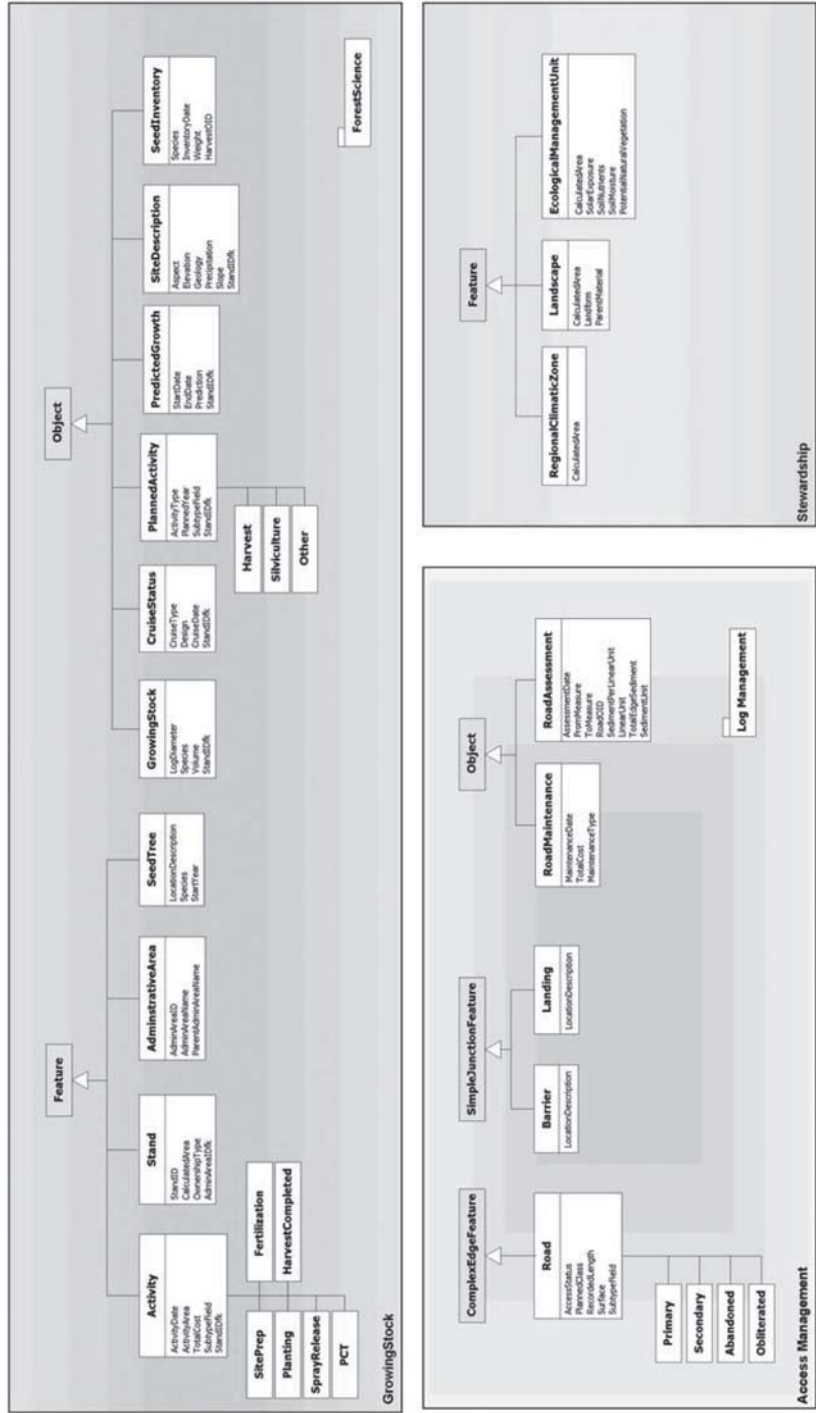 Feature
Object
Activity
ActivityDate
ActivityArea
TotalCost
SubtypeField
StandIDfk
SitePrep
Planting
SprayRelease
PCT
Fertilization
HarvestCompleted
Stand
StandID
CalculatedArea
OwnershipType
AdminAreaIDfk
AdminstrativeArea
AdminAreaID
AdminAreaName
ParentAdminAreaName
SeedTree
LocationDescription
Species
StartYear
GrowingStock
LogDiameter
Species
Volume
StandIDfk
CruiseStatus
CruiseType
Design
CruiseDate
StandIDfk
PlannedActivity
ActivityType
PlannedYear
SubtypeField
StandIDfk
Harvest
Silviculture
Other
PredictedGrowth
StartDate
EndDate
Prediction
StandIDfk
SiteDescription
Aspect
Elevation
Geology
Precipitation
Slope
StandIDfk
SeedInventory
Species
InventoryDate
Weight
HarvestOID
ForestScience
GrowingStock
ComplexEdgeFeature
Road
AccessStatus
PlannedClass
RecordedLength
Surface
SubtypeField
Primary
Secondary
Abandoned
Obliterated
SimpleJunctionFeature
Barrier
LocationDescription
Landing
LocationDescription
Object
RoadMaintenance
MaintenanceDate
TotalCost
MaintenanceType
RoadAssessment
AssessmentDate
FromMeasure
ToMeasure
RoadOID
SedimentPerLinearUnit
LinearUnit
TotalEdgeSediment
SedimentUnit
Log Management
Access Management
Feature
RegionalClimaticZone
CalculatedArea
Landscape
CalculatedArea
Landform
ParentMaterial
EcologicalManagementUnit
CalculatedArea
SolarExposure
SoilNutrients
SoilMoisture
PotentialNaturalVegetation
Stewardship